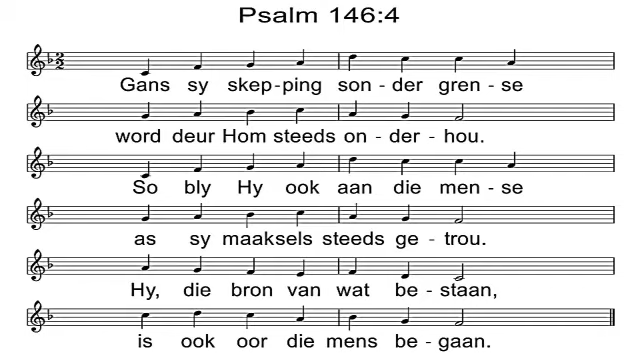 Psalm 146:4
Gans sy skep-ping son - der gren - se
word deur Hom steeds on - der - hou.
So bly Hy ook aan die men - se
as sy maaksels steeds ge - trou.
Hy, die bron van wat be - staan,
is ook oor die mens be - gaan.